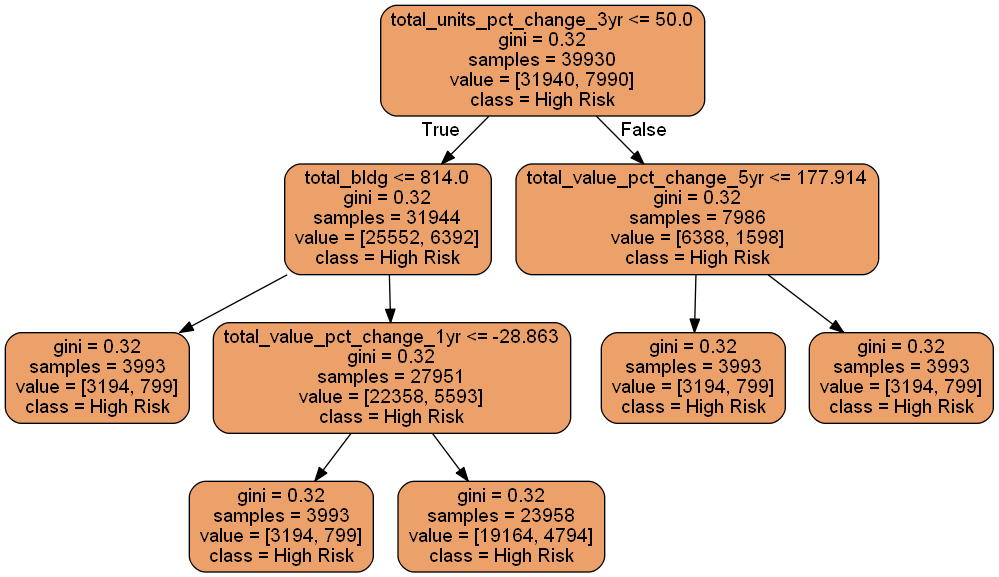 total_units_pct_change_3yr <= 50.0
gini = 0.32
samples = 39930
value = [31940, 7990]
class = High Risk
True
False
total_bldg <= 814.0
gini = 0.32
samples = 31944
value = [25552, 6392]
class = High Risk
total_value_pct_change_5yr <= 177.914
gini = 0.32
samples = 7986
value = [6388, 1598]
class = High Risk
gini = 0.32
samples = 3993
value = [3194, 799]
class = High Risk
total_value_pct_change_1yr <= -28.863
gini = 0.32
samples = 27951
value = [22358, 5593]
class = High Risk
gini = 0.32
samples = 3993
value = [3194, 799]
class = High Risk
gini = 0.32
samples = 3993
value = [3194, 799]
class = High Risk
gini = 0.32
samples = 3993
value = [3194, 799]
class = High Risk
gini = 0.32
samples = 23958
value = [19164, 4794]
class = High Risk